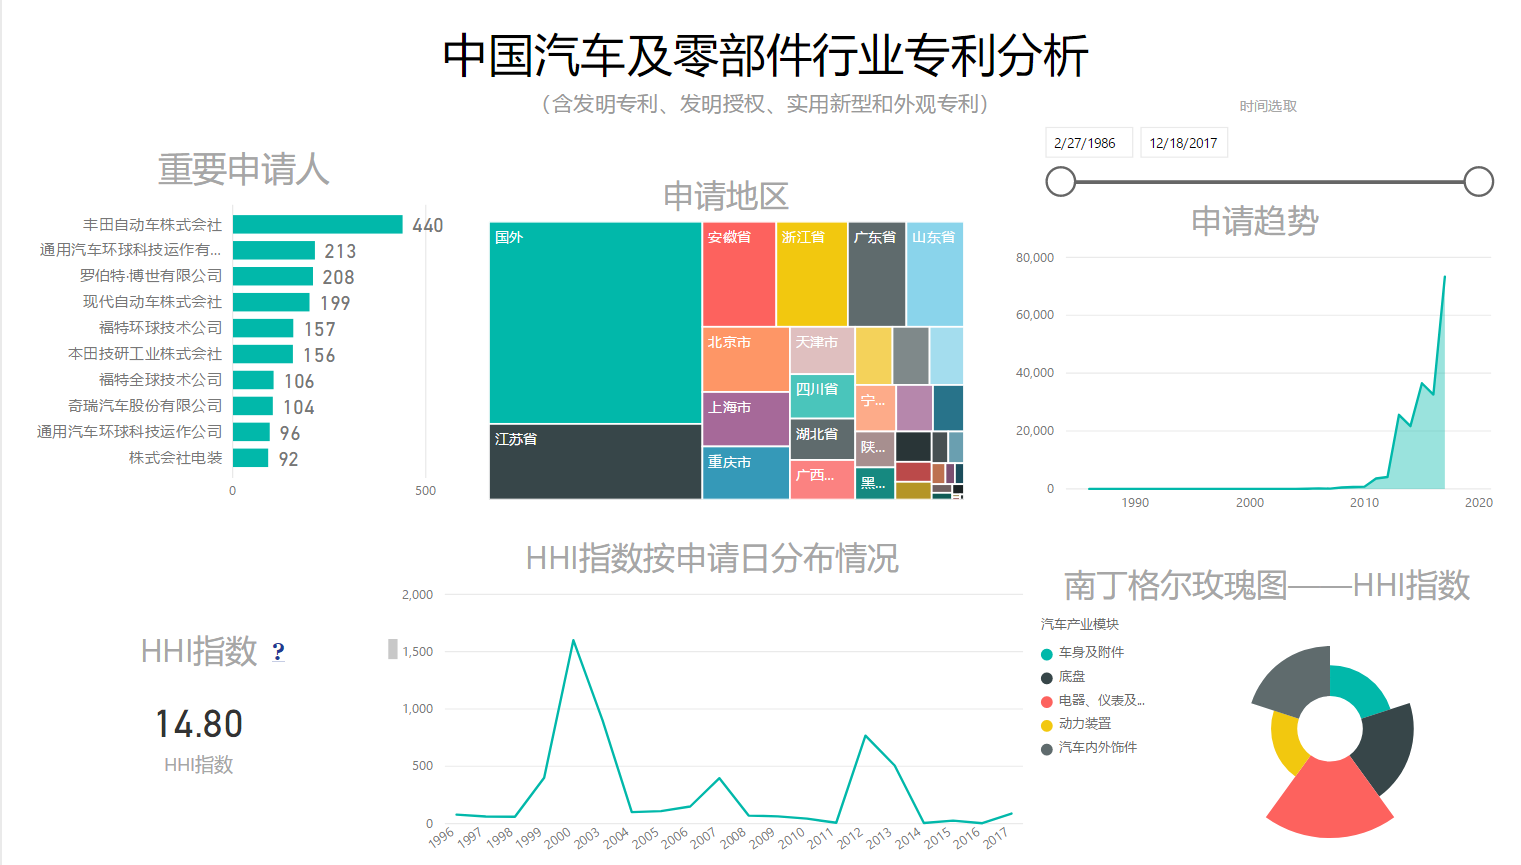 中国汽车及零部件行业专利分析
（含发明专利、发明授权、实用新型和外观专利）
时间选取
2/27/1986
12/18/2017
重要申请人
丰田自动车株式会社 440
通用汽车环球科技运作有... 213
罗伯特·博世有限公司 208
现代自动车株式会社 199
福特环球技术公司 157
本田技研工业株式会社 156
福特全球技术公司 106
奇瑞汽车股份有限公司 104
通用汽车环球科技运作公司 96
株式会社电装 92
0 500
申请地区
国外
安徽省
浙江省
广东省
山东省
北京市
天津市
四川省
宁...
上海市
江苏省
湖北省
陕...
重庆市
广西...
黑...
申请趋势
80,000
60,000
40,000
20,000
0
1990 2000 2010 2020
HHI指数 ?
14.80
HHI指数
HHI指数按申请日分布情况
2,000
1,500
1,000
500
0
1996 1997 1998 1999 2000 2003 2004 2005 2006 2007 2008 2009 2010 2011 2012 2013 2014 2015 2016 2017
南丁格尔玫瑰图——HHI指数
汽车产业模块
车身及附件
底盘
电器、仪表及...
动力装置
汽车内外饰件